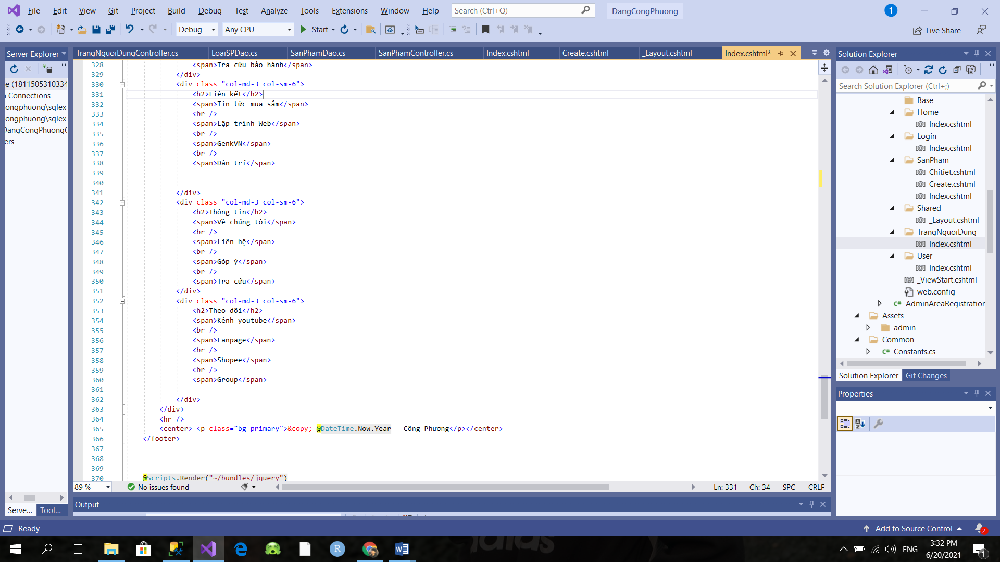 File Edit View Git Project Build Debug Test Analyze Tools Extensions Window Help Search (Ctrl+Q) DangCongPhuong 1
Debug Any CPU Start Live Share
Server Explorer
e (1811505310334
Connections
ongphuong\sqlexp
ongphuong\sqlexp
DangCongPhuongC
ers
Serve... Tool...
TrangNguoiDungController.cs LoaiSPDao.cs SanPhamDao.cs SanPhamController.cs Index.cshtml Create.cshtml _Layout.cshtml Index.cshtml*
328 <span>Tra cứu bảo hành</span>
329 </div>
330 <div class="col-md-3 col-sm-6">
331 <h2>Liên kết</h2>
332 <span>Tin tức mua sắm</span>
333 <br />
334 <span>Lập trình Web</span>
335 <br />
336 <span>GenkVN</span>
337 <br />
338 <span>Dân trí</span>
339
340
341 </div>
342 <div class="col-md-3 col-sm-6">
343 <h2>Thông tin</h2>
344 <span>Về chúng tôi</span>
345 <br />
346 <span>Liên hệ</span>
347 <br />
348 <span>Góp ý</span>
349 <br />
350 <span>Tra cứu</span>
351 </div>
352 <div class="col-md-3 col-sm-6">
353 <h2>Theo dõi</h2>
354 <span>Kênh youtube</span>
355 <br />
356 <span>Fanpage</span>
357 <br />
358 <span>Shopee</span>
359 <br />
360 <span>Group</span>
361
362 </div>
363 </div>
364 <hr />
365 <center> <p class="bg-primary">&copy; @DateTime.Now.Year - Công Phương</p></center>
366 </footer>
367
368
369
370 @Scripts.Render("~/bundles/jquery")
89 % No issues found Ln: 331 Ch: 34 SPC CRLF
Output
Solution Explorer
Search Solution Explorer (Ctrl+;)
Base
Home
Index.cshtml
Login
Index.cshtml
SanPham
Chitiet.cshtml
Create.cshtml
Index.cshtml
Shared
_Layout.cshtml
TrangNguoiDung
Index.cshtml
User
Index.cshtml
_ViewStart.cshtml
web.config
C# AdminAreaRegistration
Assets
admin
Common
C# Constants.cs
Solution Explorer Git Changes
Properties
Ready Add to Source Control 2
ENG 3:32 PM
6/20/2021 1